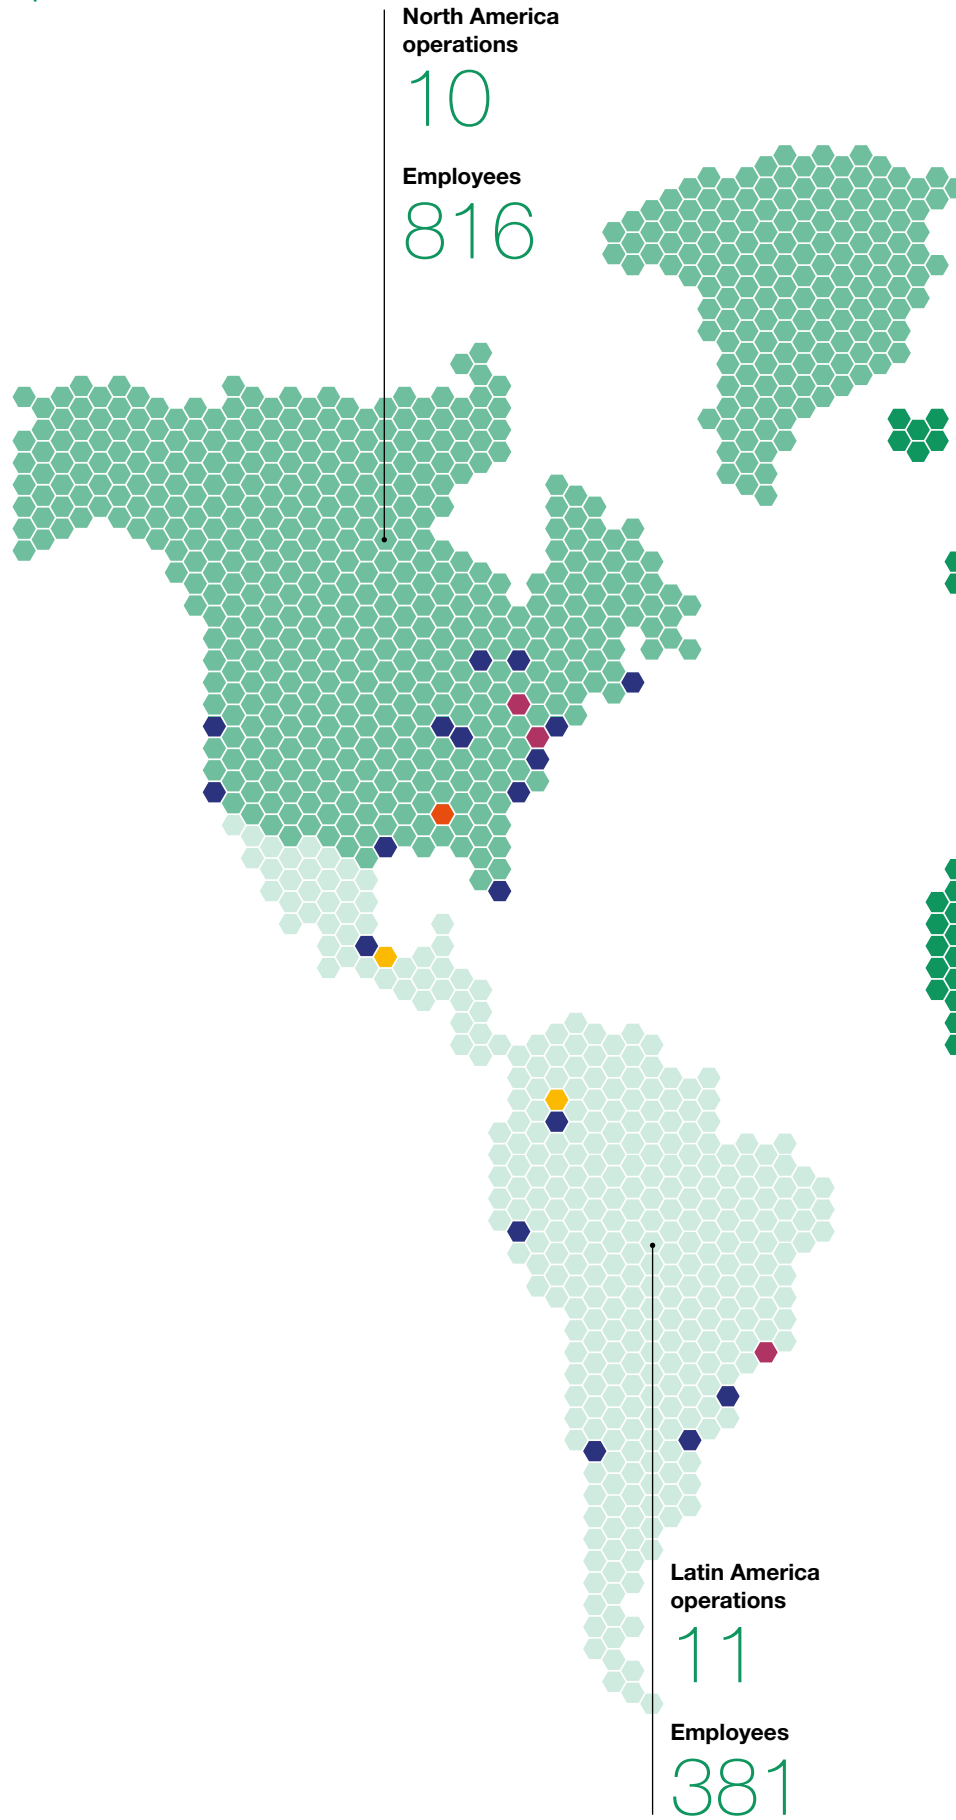 North America
operations
10
Employees
816
Latin America
operations
11
Employees
381